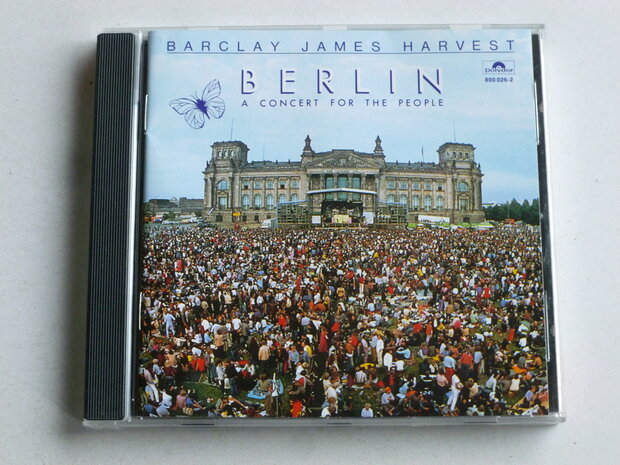 BARCLAY JAMES HARVEST
BERLIN
A CONCERT FOR THE PEOPLE
Polydor
800 026-2